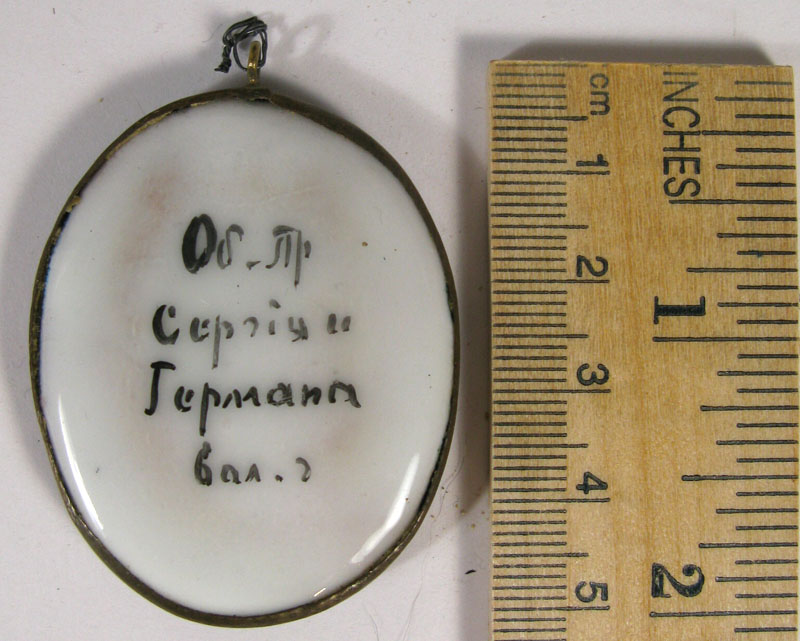 Об. Пр
Сергія и
Германа
вал. г
cm
1
2
3
4
5
INCHES
1
2